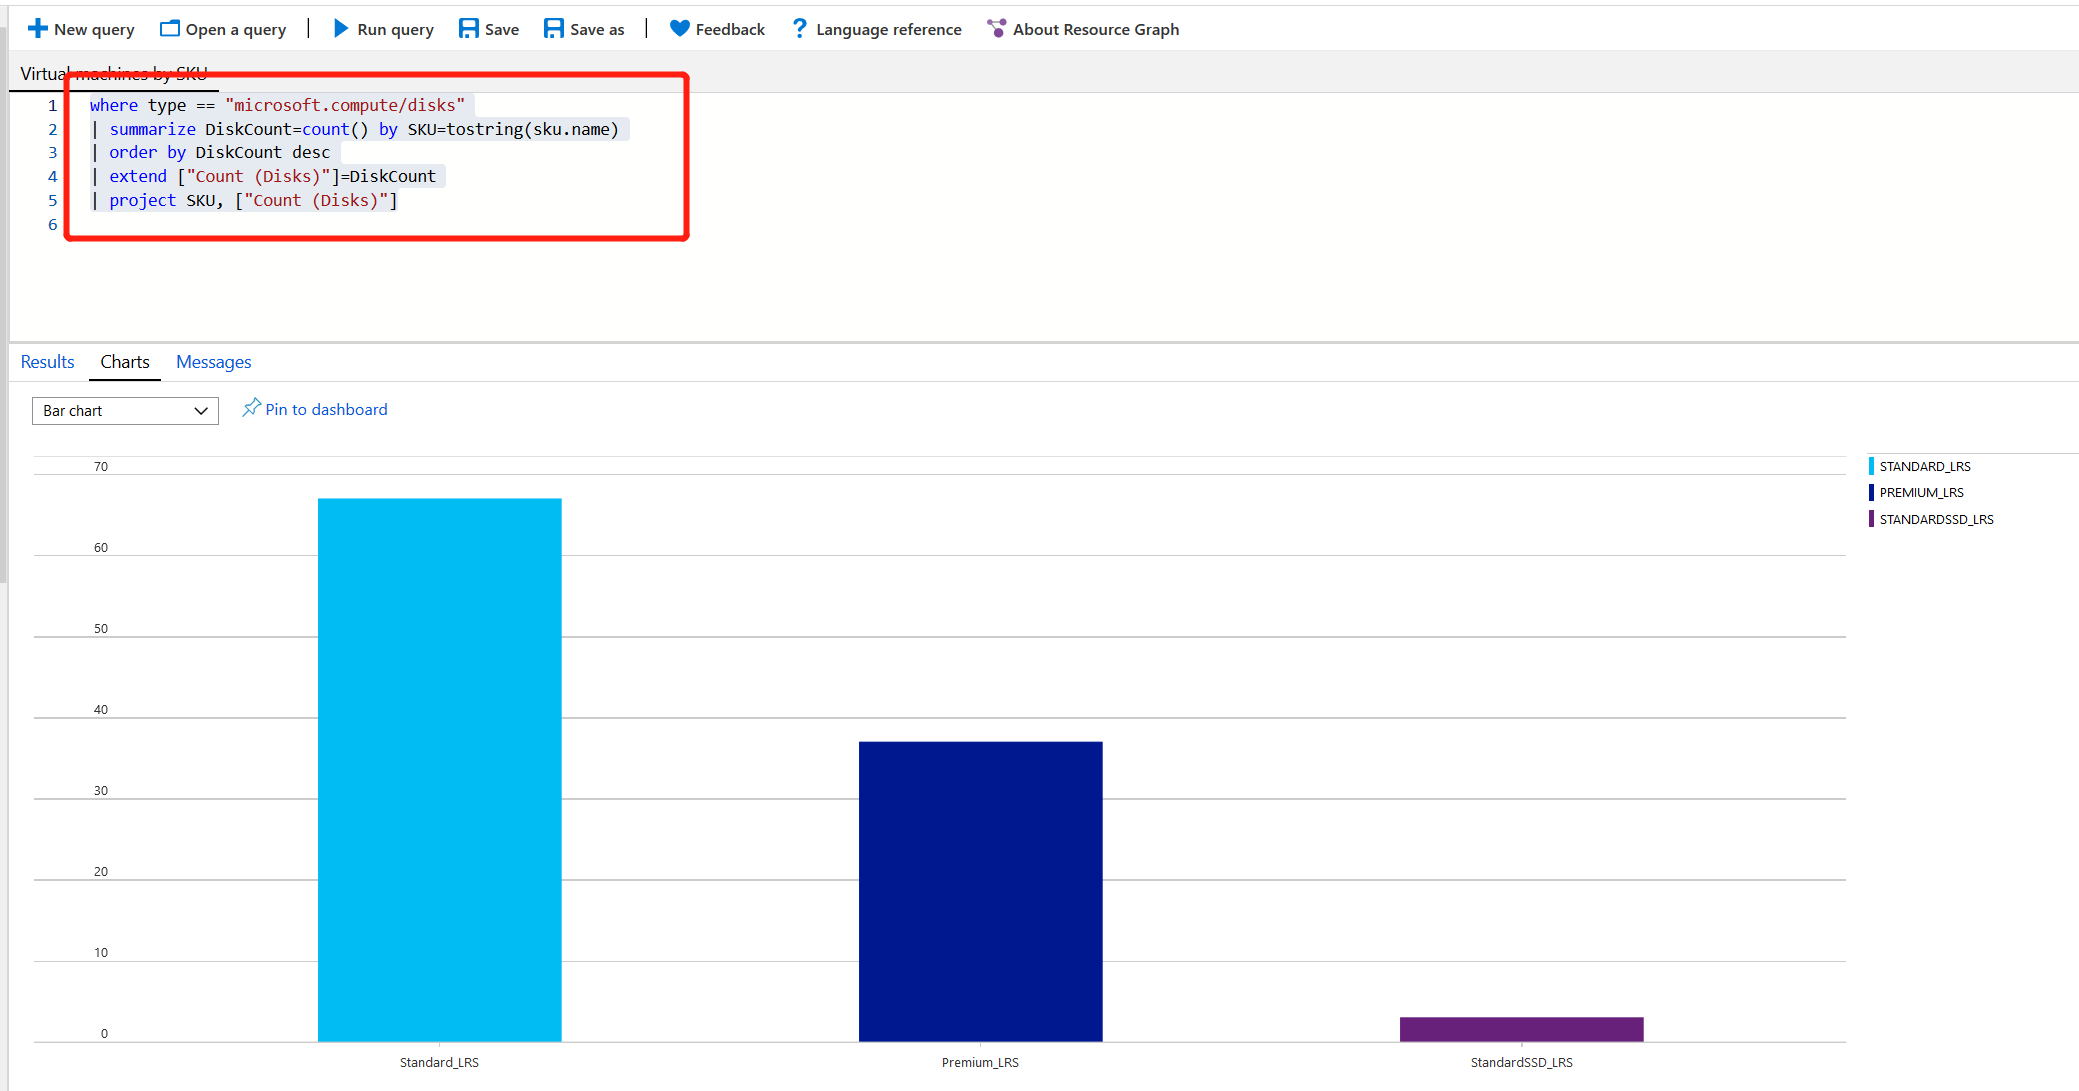 New query Open a query | Run query Save Save as | Feedback ? Language reference About Resource Graph
Virtual machines by SKU
1 where type == "microsoft.compute/disks"
2 | summarize DiskCount=count() by SKU=tostring(sku.name)
3 | order by DiskCount desc
4 | extend ["Count (Disks)"]=DiskCount
5 | project SKU, ["Count (Disks)"]
6
Results Charts Messages
Bar chart Pin to dashboard
70
60
50
40
30
20
10
0
Standard_LRS Premium_LRS StandardSSD_LRS
STANDARD_LRS
PREMIUM_LRS
STANDARDSSD_LRS